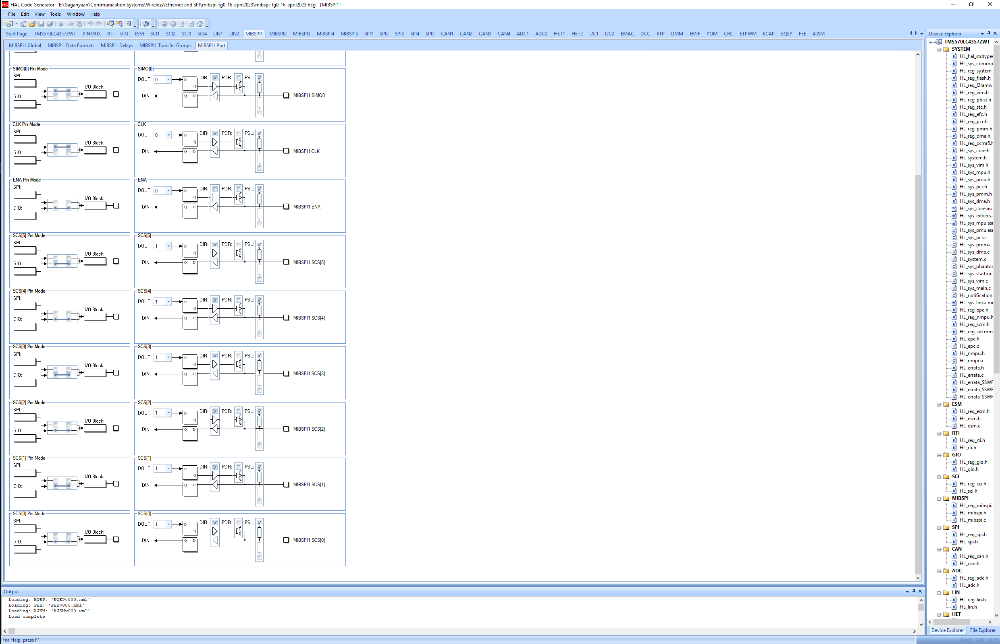 HAL Code Generator - E:\Gaganyaan\Communication Systems\Wireless\Ethernet and SPI\mibspi_tg0_16_april2023\mibspi_tg0_16_april2023.hcg - [MIBSPI1]
File Edit View Tools Window Help
Start Page TMS570LC4357ZWT PINMUX RTI GIO ESM SCI1 SCI2 SCI3 SCI4 LIN1 LIN2 MIBSPI1 MIBSPI2 MIBSPI3 MIBSPI4 MIBSPI5 SPI1 SPI2 SPI3 SPI4 SPI5 CAN1 CAN2 CAN3 CAN4 ADC1 ADC2 HET1 HET2 I2C1 I2C2 EMAC DCC RTP DMM EMIF POM CRC ETPWM ECAP EQEP FEE AJSM
MIBSPI1 Global MIBSPI1 Data Formats MIBSPI1 Delays MIBSPI1 Transfer Groups MIBSPI1 Port
SIMO[0] Pin Mode
SPI:
I/O Block:
GIO:
SIMO[0]
DOUT: 0 D Q DIR: PDR: PSL:
DIN: Q D MIBSPI1 SIMO0
CLK Pin Mode
SPI:
I/O Block:
GIO:
CLK
DOUT: 0 D Q DIR: PDR: PSL:
DIN: Q D MIBSPI1 CLK
ENA Pin Mode
SPI:
I/O Block:
GIO:
ENA
DOUT: 0 D Q DIR: PDR: PSL:
DIN: Q D MIBSPI1 ENA
SCS[5] Pin Mode
SPI:
I/O Block:
GIO:
SCS[5]
DOUT: 1 D Q DIR: PDR: PSL:
DIN: Q D MIBSPI1 SCS[5]
SCS[4] Pin Mode
SPI:
I/O Block:
GIO:
SCS[4]
DOUT: 1 D Q DIR: PDR: PSL:
DIN: Q D MIBSPI1 SCS[4]
SCS[3] Pin Mode
SPI:
I/O Block:
GIO:
SCS[3]
DOUT: 1 D Q DIR: PDR: PSL:
DIN: Q D MIBSPI1 SCS[3]
SCS[2] Pin Mode
SPI:
I/O Block:
GIO:
SCS[2]
DOUT: 1 D Q DIR: PDR: PSL:
DIN: Q D MIBSPI1 SCS[2]
SCS[1] Pin Mode
SPI:
I/O Block:
GIO:
SCS[1]
DOUT: 1 D Q DIR: PDR: PSL:
DIN: Q D MIBSPI1 SCS[1]
SCS[0] Pin Mode
SPI:
I/O Block:
GIO:
SCS[0]
DOUT: 1 D Q DIR: PDR: PSL:
DIN: Q D MIBSPI1 SCS[0]
Output
Loading: EQEP: 'EQEPv000.xml'
Loading: FEE: 'FEEv000.xml'
Loading: AJSM: 'AJSMv000.xml'
Load complete
For Help, press F1
Device Explorer
TMS570LC4357ZWT
SYSTEM
HL_hal_stdtypes
HL_sys_commo
HL_reg_system.
HL_reg_flash.h
HL_reg_l2ramw.
HL_reg_vim.h
HL_reg_pbist.h
HL_reg_stc.h
HL_reg_efc.h
HL_reg_pcr.h
HL_reg_pmm.h
HL_reg_dma.h
HL_reg_ccmr5.h
HL_sys_core.h
HL_system.h
HL_sys_vim.h
HL_sys_mpu.h
HL_sys_pmu.h
HL_sys_pcr.h
HL_sys_pmm.h
HL_sys_dma.h
HL_sys_core.asm
HL_sys_intvecs.
HL_sys_mpu.asm
HL_sys_pmu.asm
HL_sys_pcr.c
HL_sys_pmm.c
HL_sys_dma.c
HL_system.c
HL_sys_phantom
HL_sys_startup.
HL_sys_vim.c
HL_sys_main.c
HL_notification.
HL_sys_link.cmd
HL_reg_epc.h
HL_reg_nmpu.h
HL_reg_scm.h
HL_reg_sdcmm
HL_epc.h
HL_epc.c
HL_nmpu.h
HL_nmpu.c
HL_errata.h
HL_errata.c
HL_errata_SSWF
HL_errata_SSWF
HL_errata_SSWF
ESM
HL_reg_esm.h
HL_esm.h
HL_esm.c
RTI
HL_reg_rti.h
HL_rti.h
GIO
HL_reg_gio.h
HL_gio.h
SCI
HL_reg_sci.h
HL_sci.h
MIBSPI
HL_reg_mibspi.h
HL_mibspi.h
HL_mibspi.c
SPI
HL_reg_spi.h
HL_spi.h
CAN
HL_reg_can.h
HL_can.h
ADC
HL_reg_adc.h
HL_adc.h
LIN
HL_reg_lin.h
HL_lin.h
HET
Device Explorer File Explorer
Read CAP OVR